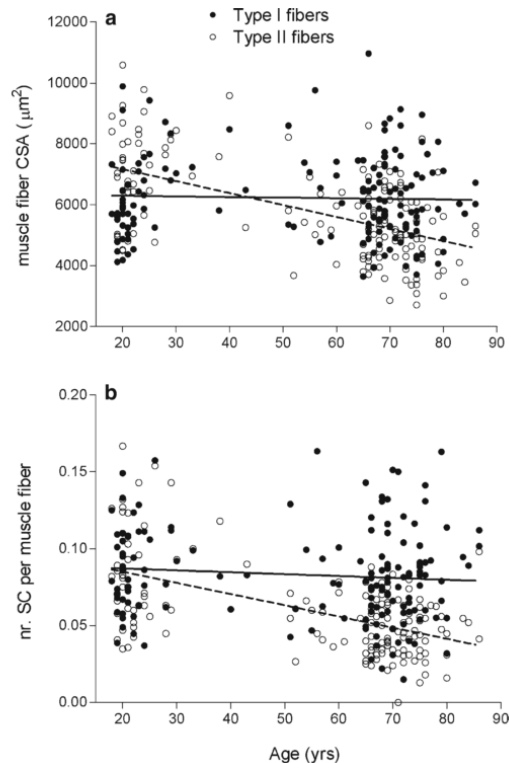 a
● Type I fibers
○ Type II fibers
muscle fiber CSA ( μm²)
12000
10000
8000
6000
4000
2000
20 30 40 50 60 70 80 90
b
nr. SC per muscle fiber
0.20
0.15
0.10
0.05
0.00
20 30 40 50 60 70 80 90
Age (yrs)